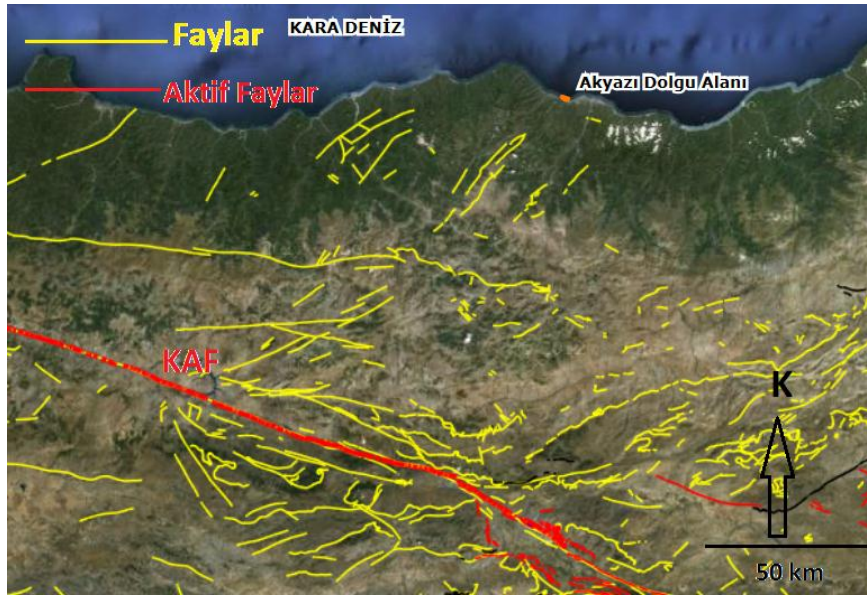 Faylar
KARA DENİZ
Aktif Faylar
Akyazı Dolgu Alanı
KAF
K
50 km